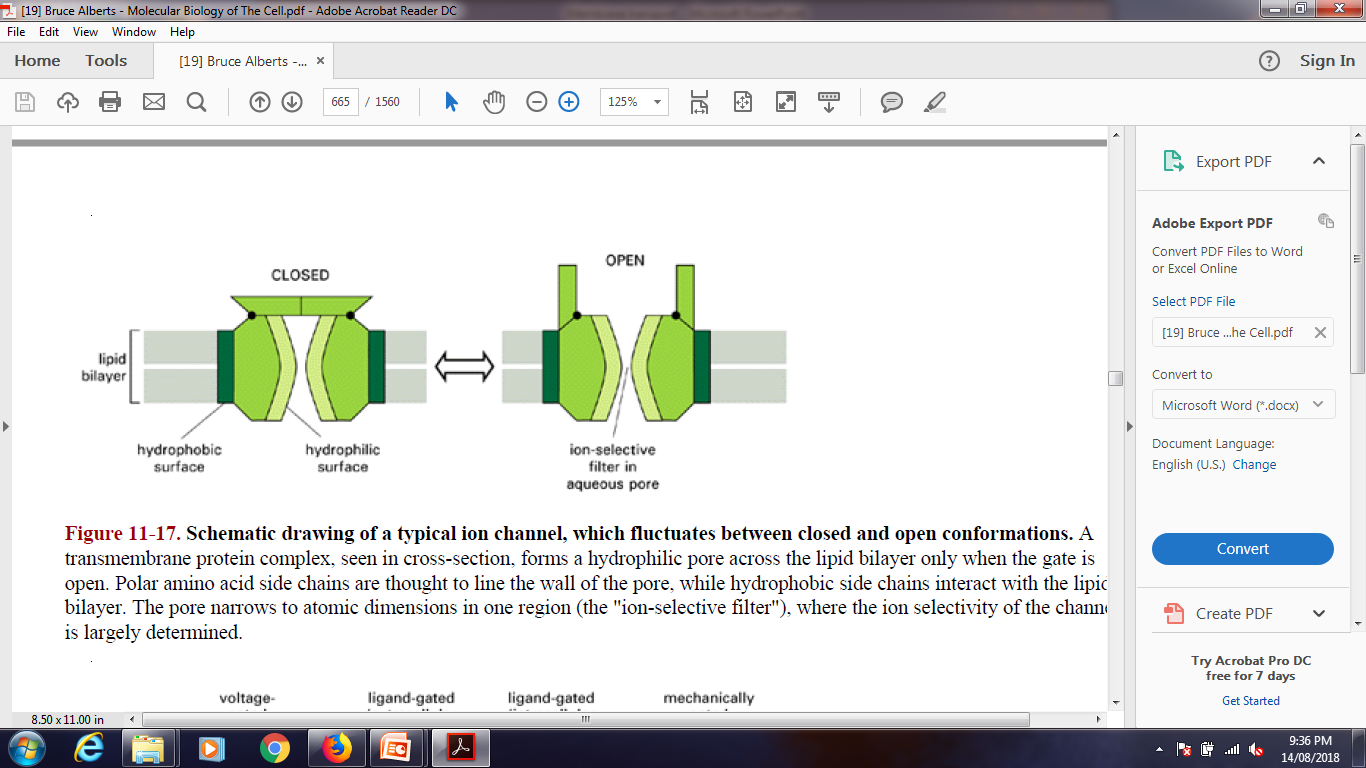 [19] Bruce Alberts - Molecular Biology of The Cell.pdf - Adobe Acrobat Reader DC
File Edit View Window Help
Home Tools [19] Bruce Alberts -... × ? Sign In
665 / 1560 125%
Export PDF
Adobe Export PDF
Convert PDF Files to Word
or Excel Online
Select PDF File
[19] Bruce ...he Cell.pdf
Convert to
Microsoft Word (*.docx)
Document Language:
English (U.S.) Change
Convert
Create PDF
Try Acrobat Pro DC
free for 7 days
Get Started
CLOSED
OPEN
lipid
bilayer
hydrophobic
surface
hydrophilic
surface
ion-selective
filter in
aqueous pore
Figure 11-17. Schematic drawing of a typical ion channel, which fluctuates between closed and open conformations. A
transmembrane protein complex, seen in cross-section, forms a hydrophilic pore across the lipid bilayer only when the gate is
open. Polar amino acid side chains are thought to line the wall of the pore, while hydrophobic side chains interact with the lipid
bilayer. The pore narrows to atomic dimensions in one region (the "ion-selective filter"), where the ion selectivity of the channe
is largely determined.
voltage- ligand-gated ligand-gated mechanically
8.50 x 11.00 in
9:36 PM
14/08/2018